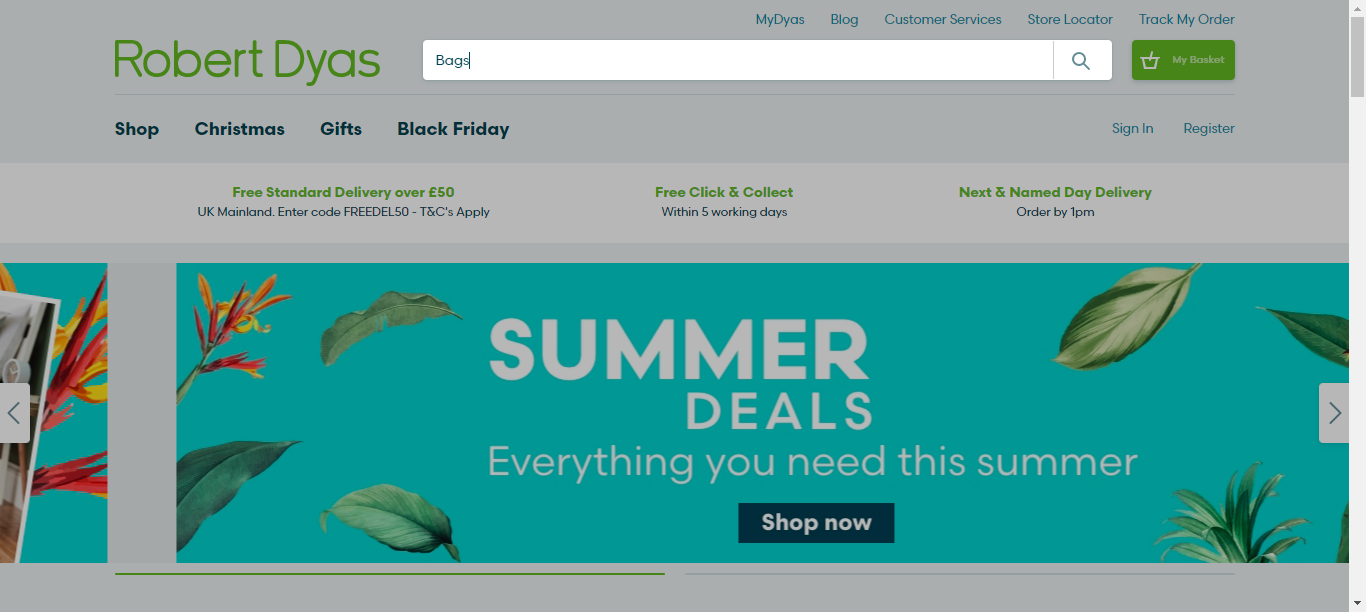 MyDyas Blog Customer Services Store Locator Track My Order
Robert Dyas
Bags
My Basket
Shop Christmas Gifts Black Friday
Sign In Register
Free Standard Delivery over £50
UK Mainland. Enter code FREEDEL50 - T&C's Apply
Free Click & Collect
Within 5 working days
Next & Named Day Delivery
Order by 1pm
SUMMER
DEALS
Everything you need this summer
Shop now